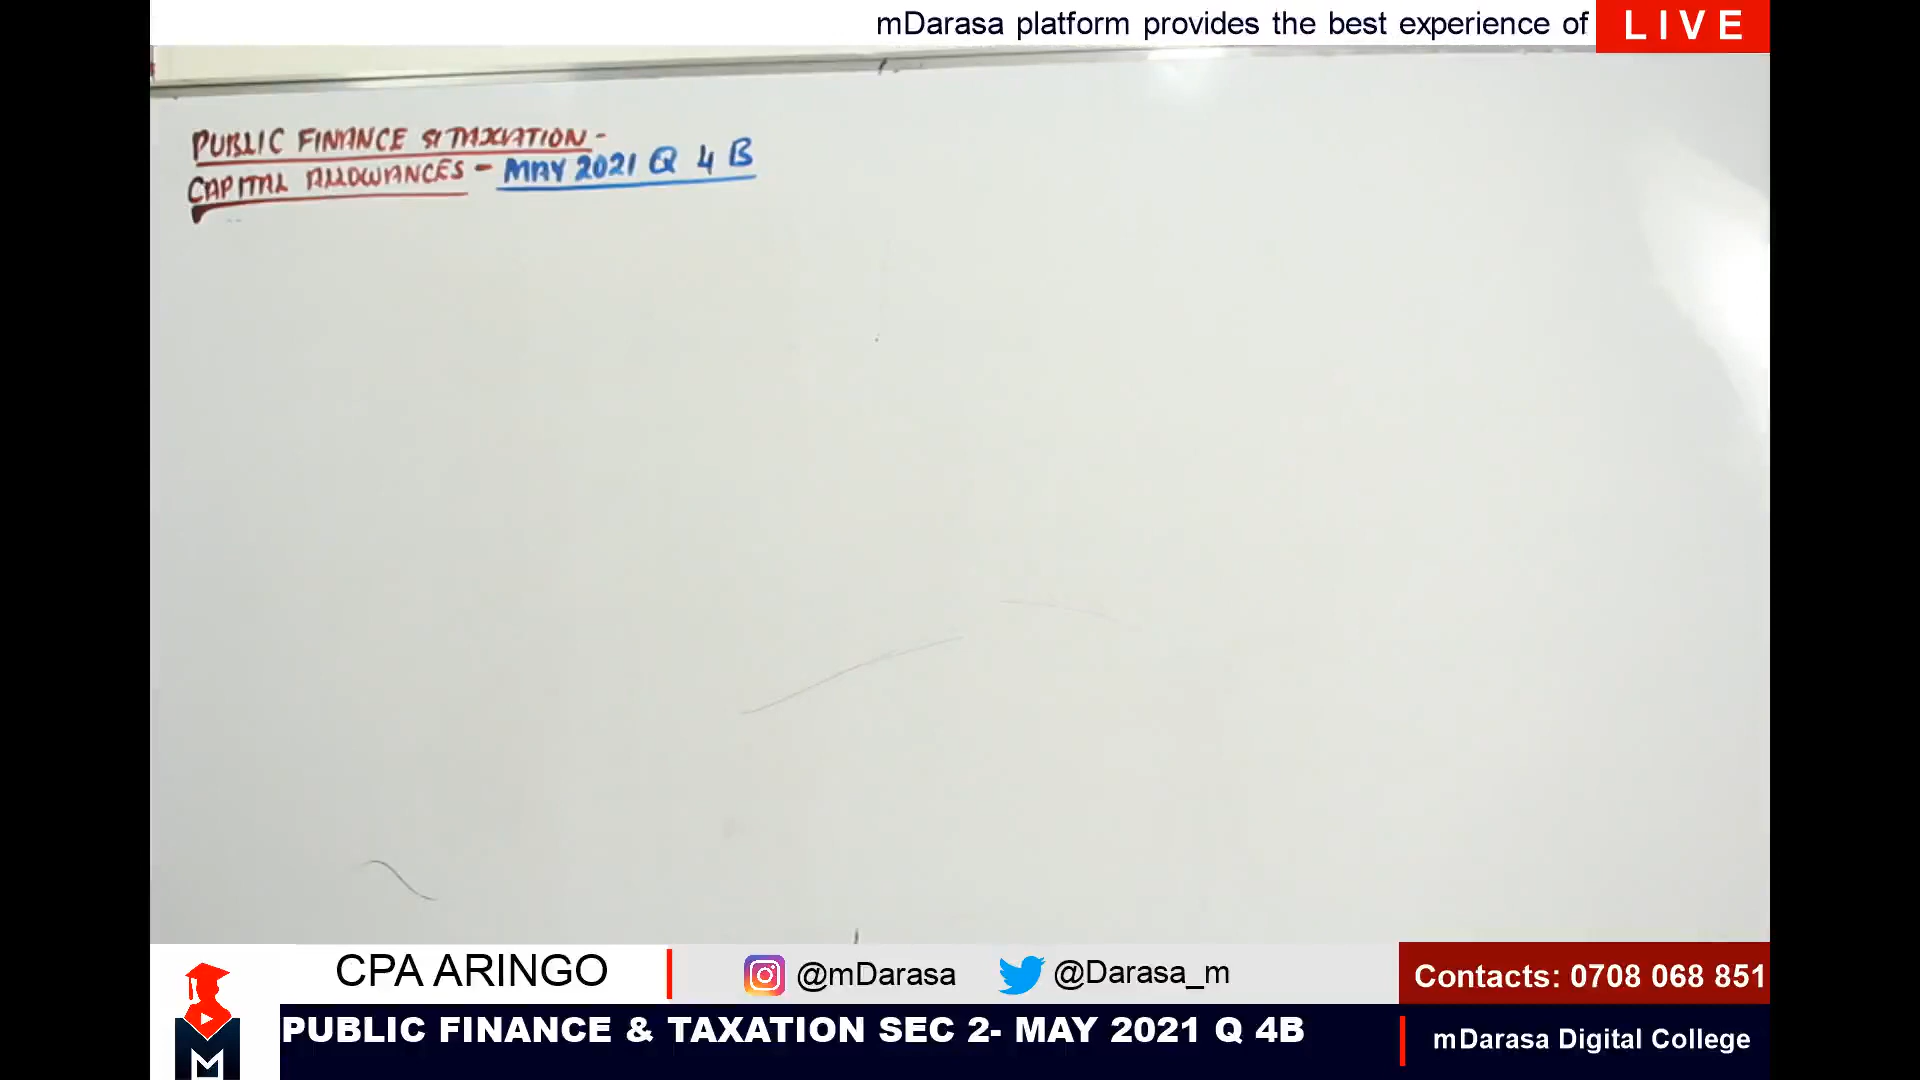 mDarasa platform provides the best experience of
LIVE
PUBLIC FINANCE & TAXATION -
CAPITAL ALLOWANCES - MAY 2021 Q 4 B
CPA ARINGO
@mDarasa
@Darasa_m
Contacts: 0708 068 851
PUBLIC FINANCE & TAXATION SEC 2- MAY 2021 Q 4B
mDarasa Digital College
M